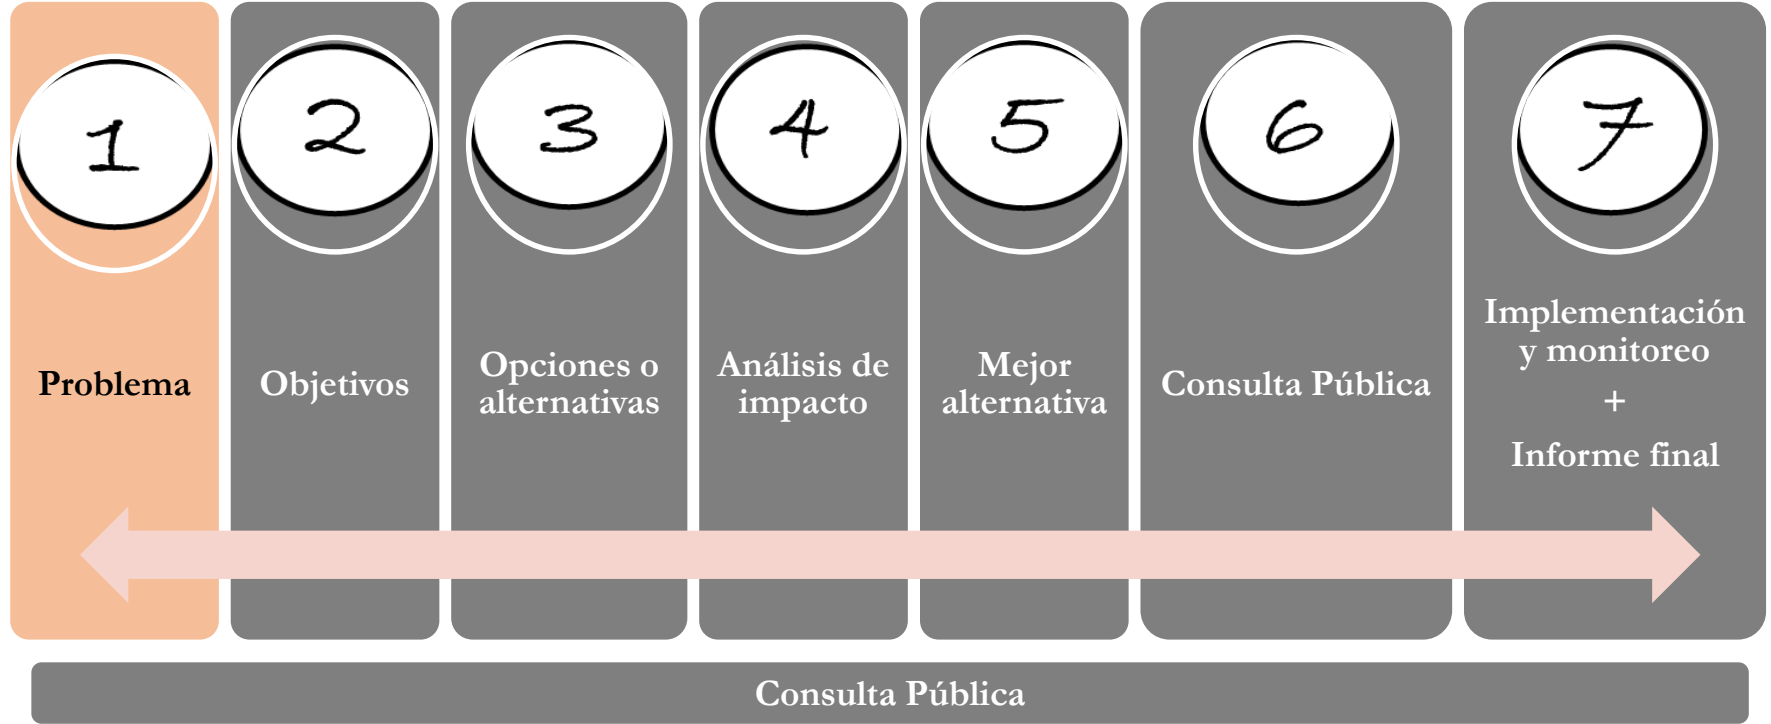 1
2
3
4
5
6
7
Problema
Objetivos
Opciones o
alternativas
Análisis de
impacto
Mejor
alternativa
Consulta Pública
Implementación
y monitoreo
+
Informe final
Consulta Pública